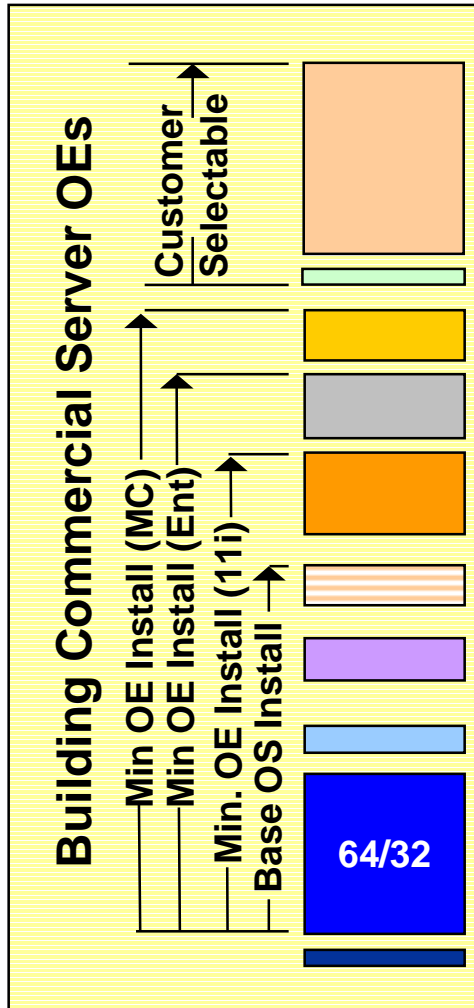 Building Commercial Server OEs
Min OE Install (MC)
Min OE Install (Ent)
Min. OE Install (11i)
Base OS Install
Customer
Selectable
64/32